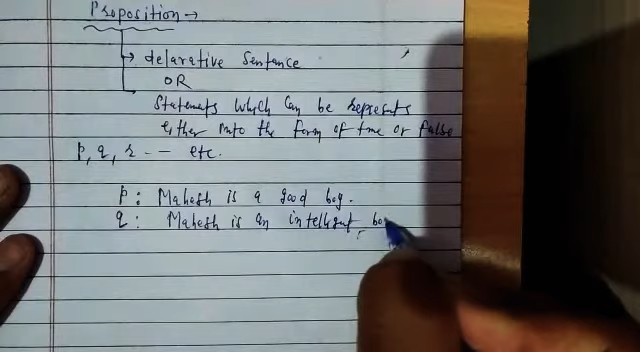 Proposition →
→ delarative Sentence
OR
Statements which can be represents
either into the form of true or false
p, q, r - - etc.
p: Mahesh is a good boy.
q: Mahesh is an intelligent bo